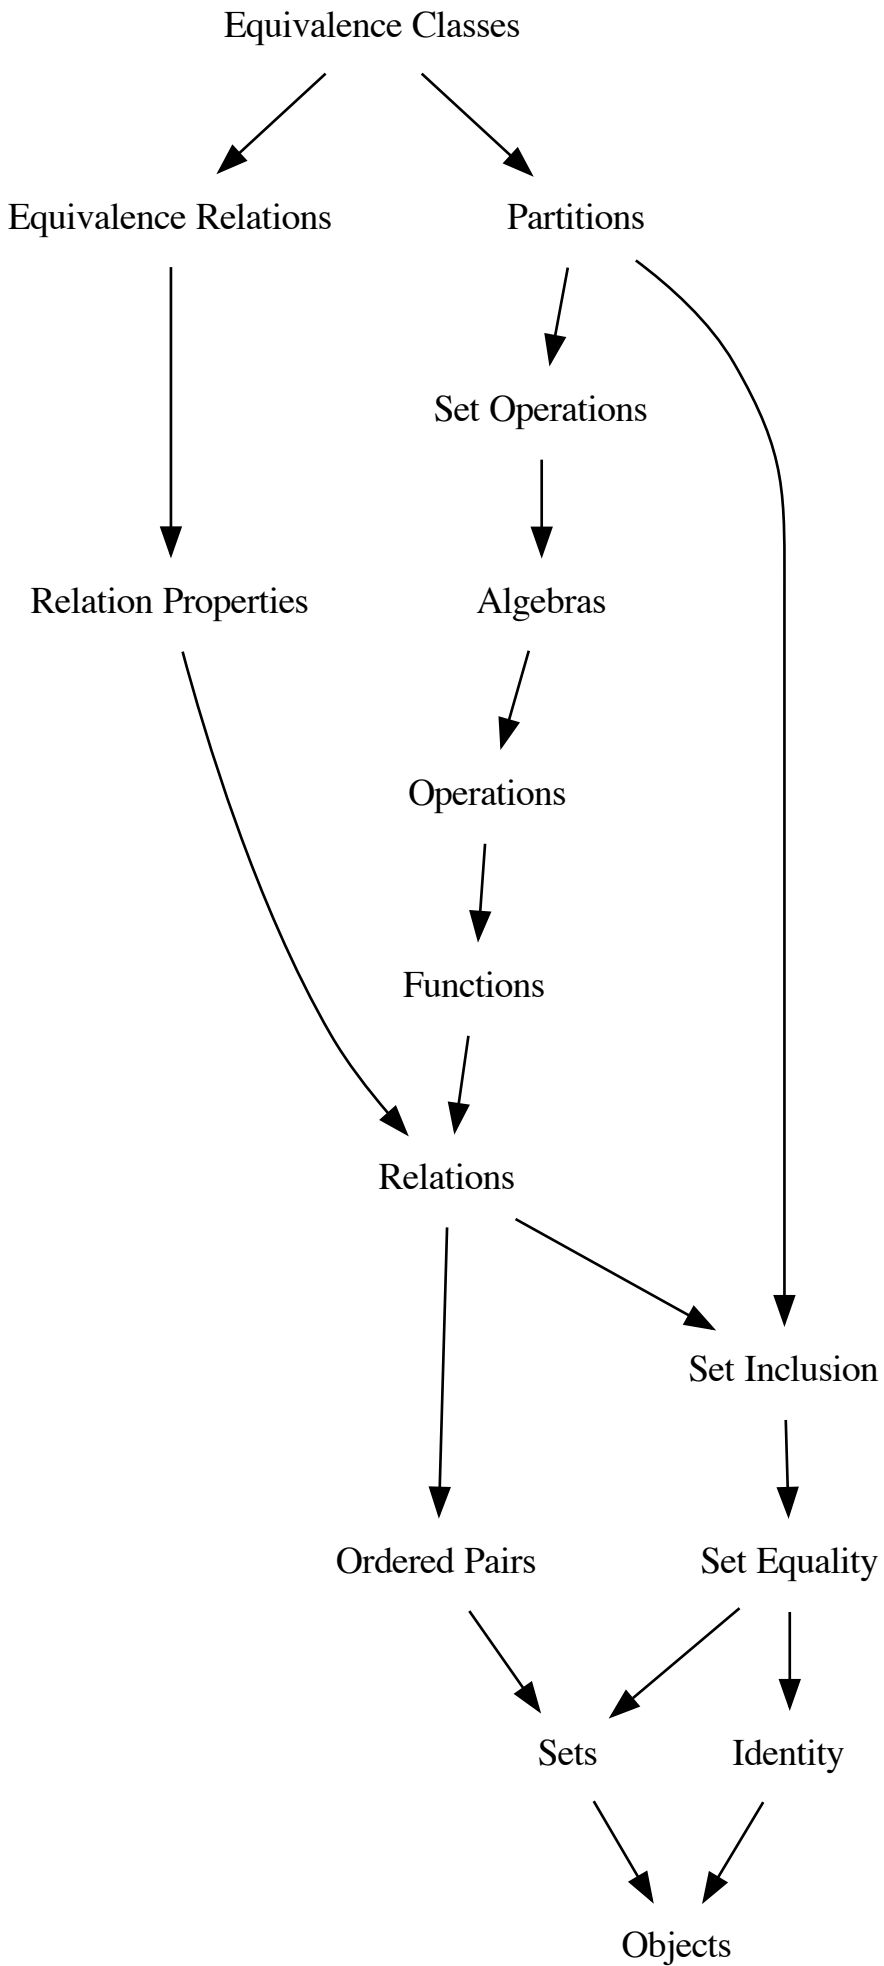 Equivalence Classes
Equivalence Relations
Partitions
Set Operations
Relation Properties
Algebras
Operations
Functions
Relations
Set Inclusion
Ordered Pairs
Set Equality
Sets
Identity
Objects